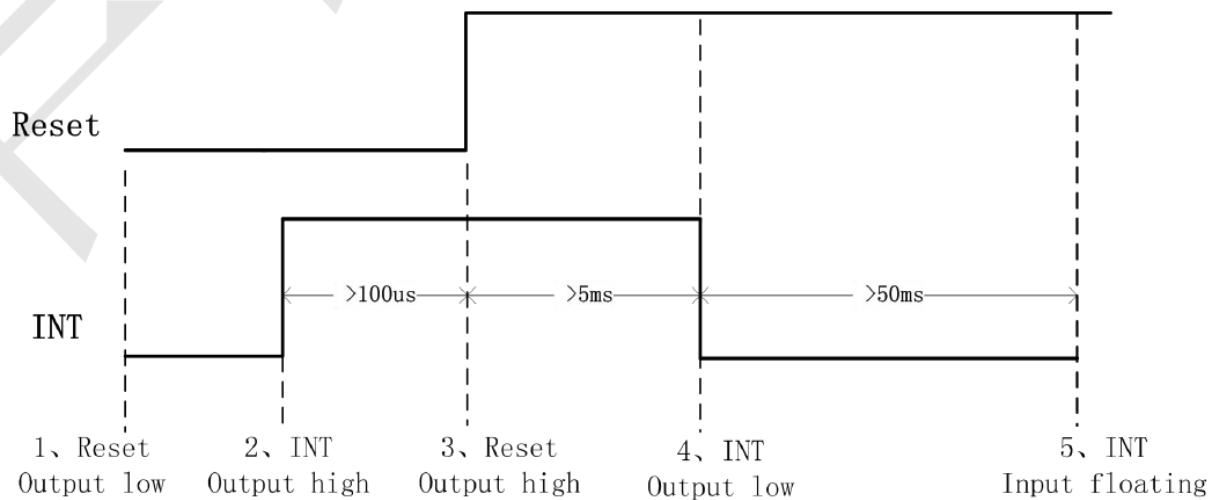 Reset
>100us
>5ms
>50ms
INT
1、Reset 2、INT 3、Reset 4、INT 5、INT
Output low Output high Output high Output low Input floating